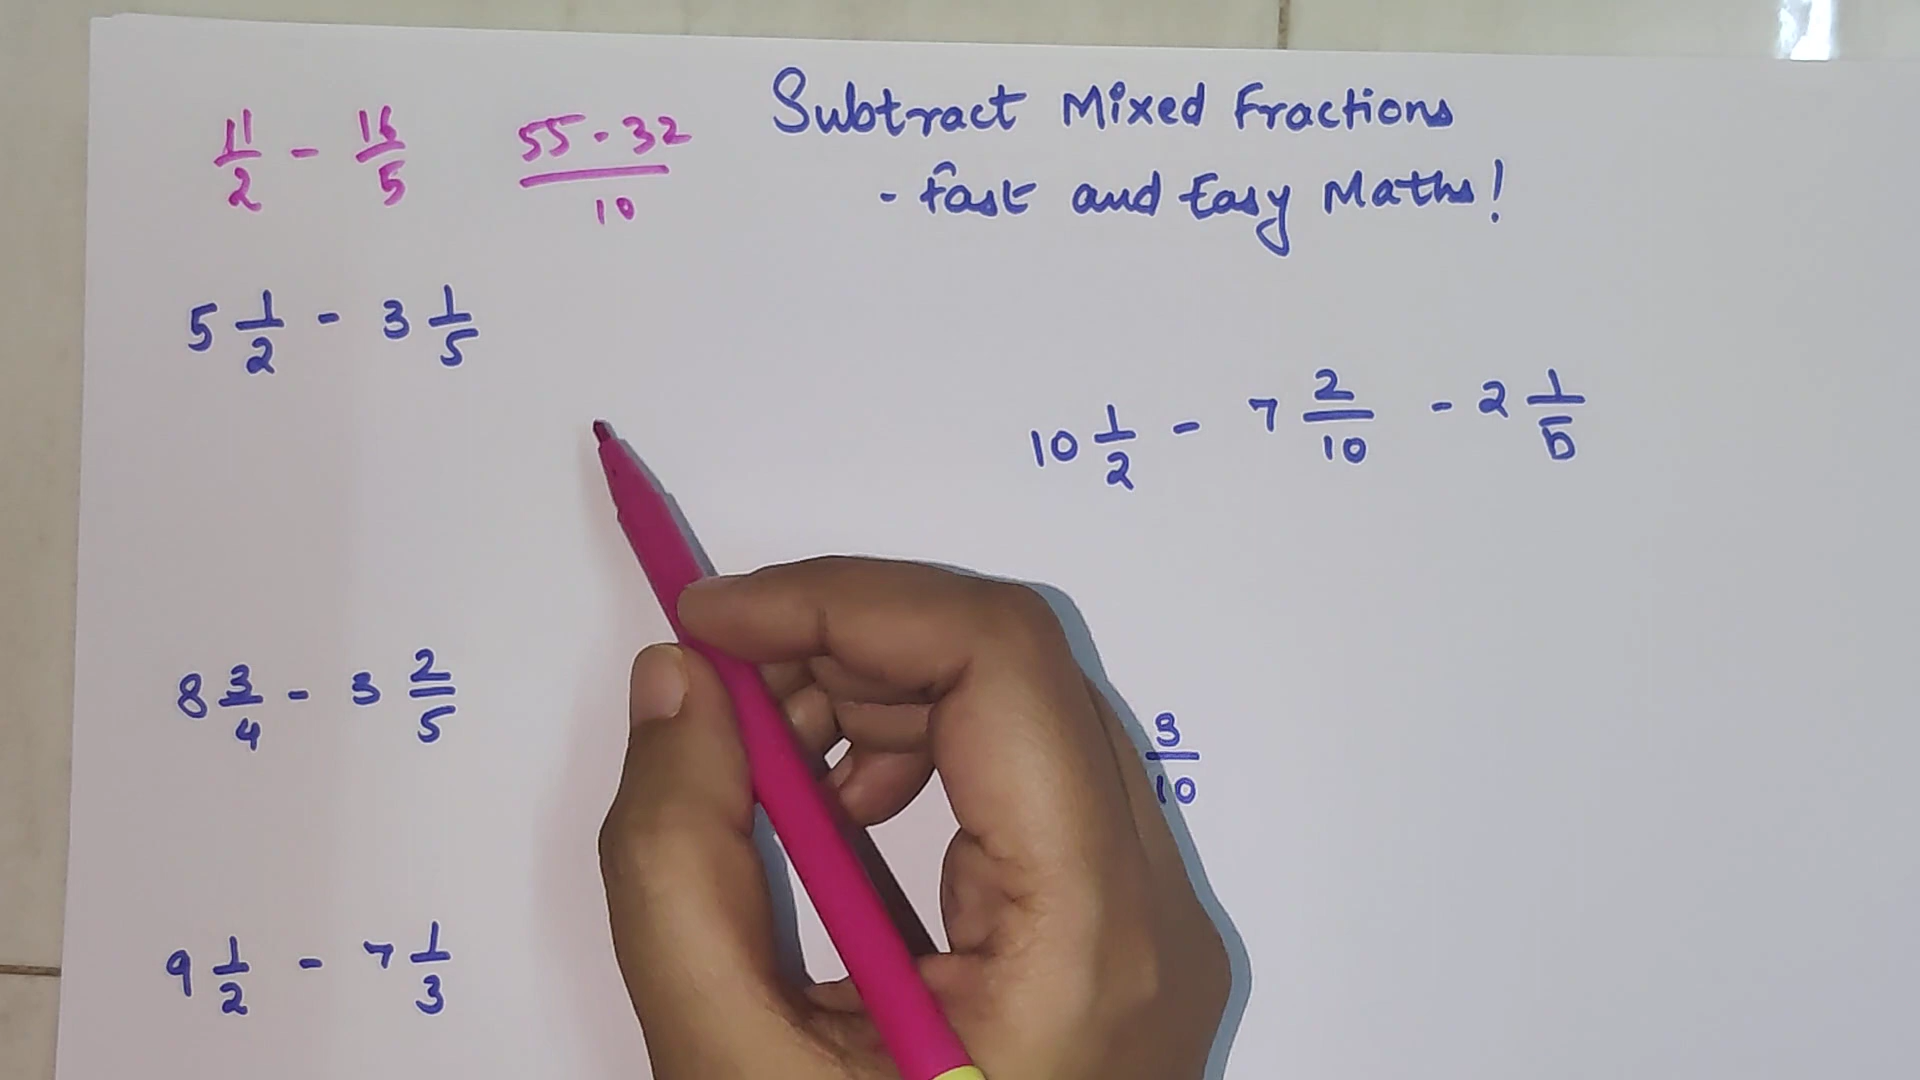 Subtract Mixed Fractions
- Fast and Easy Maths!
11/2 - 16/5 55 - 32/10
5 1/2 - 3 1/5
10 1/2 - 7 2/10 - 2 1/5
8 3/4 - 3 2/5
3/10
9 1/2 - 7 1/3